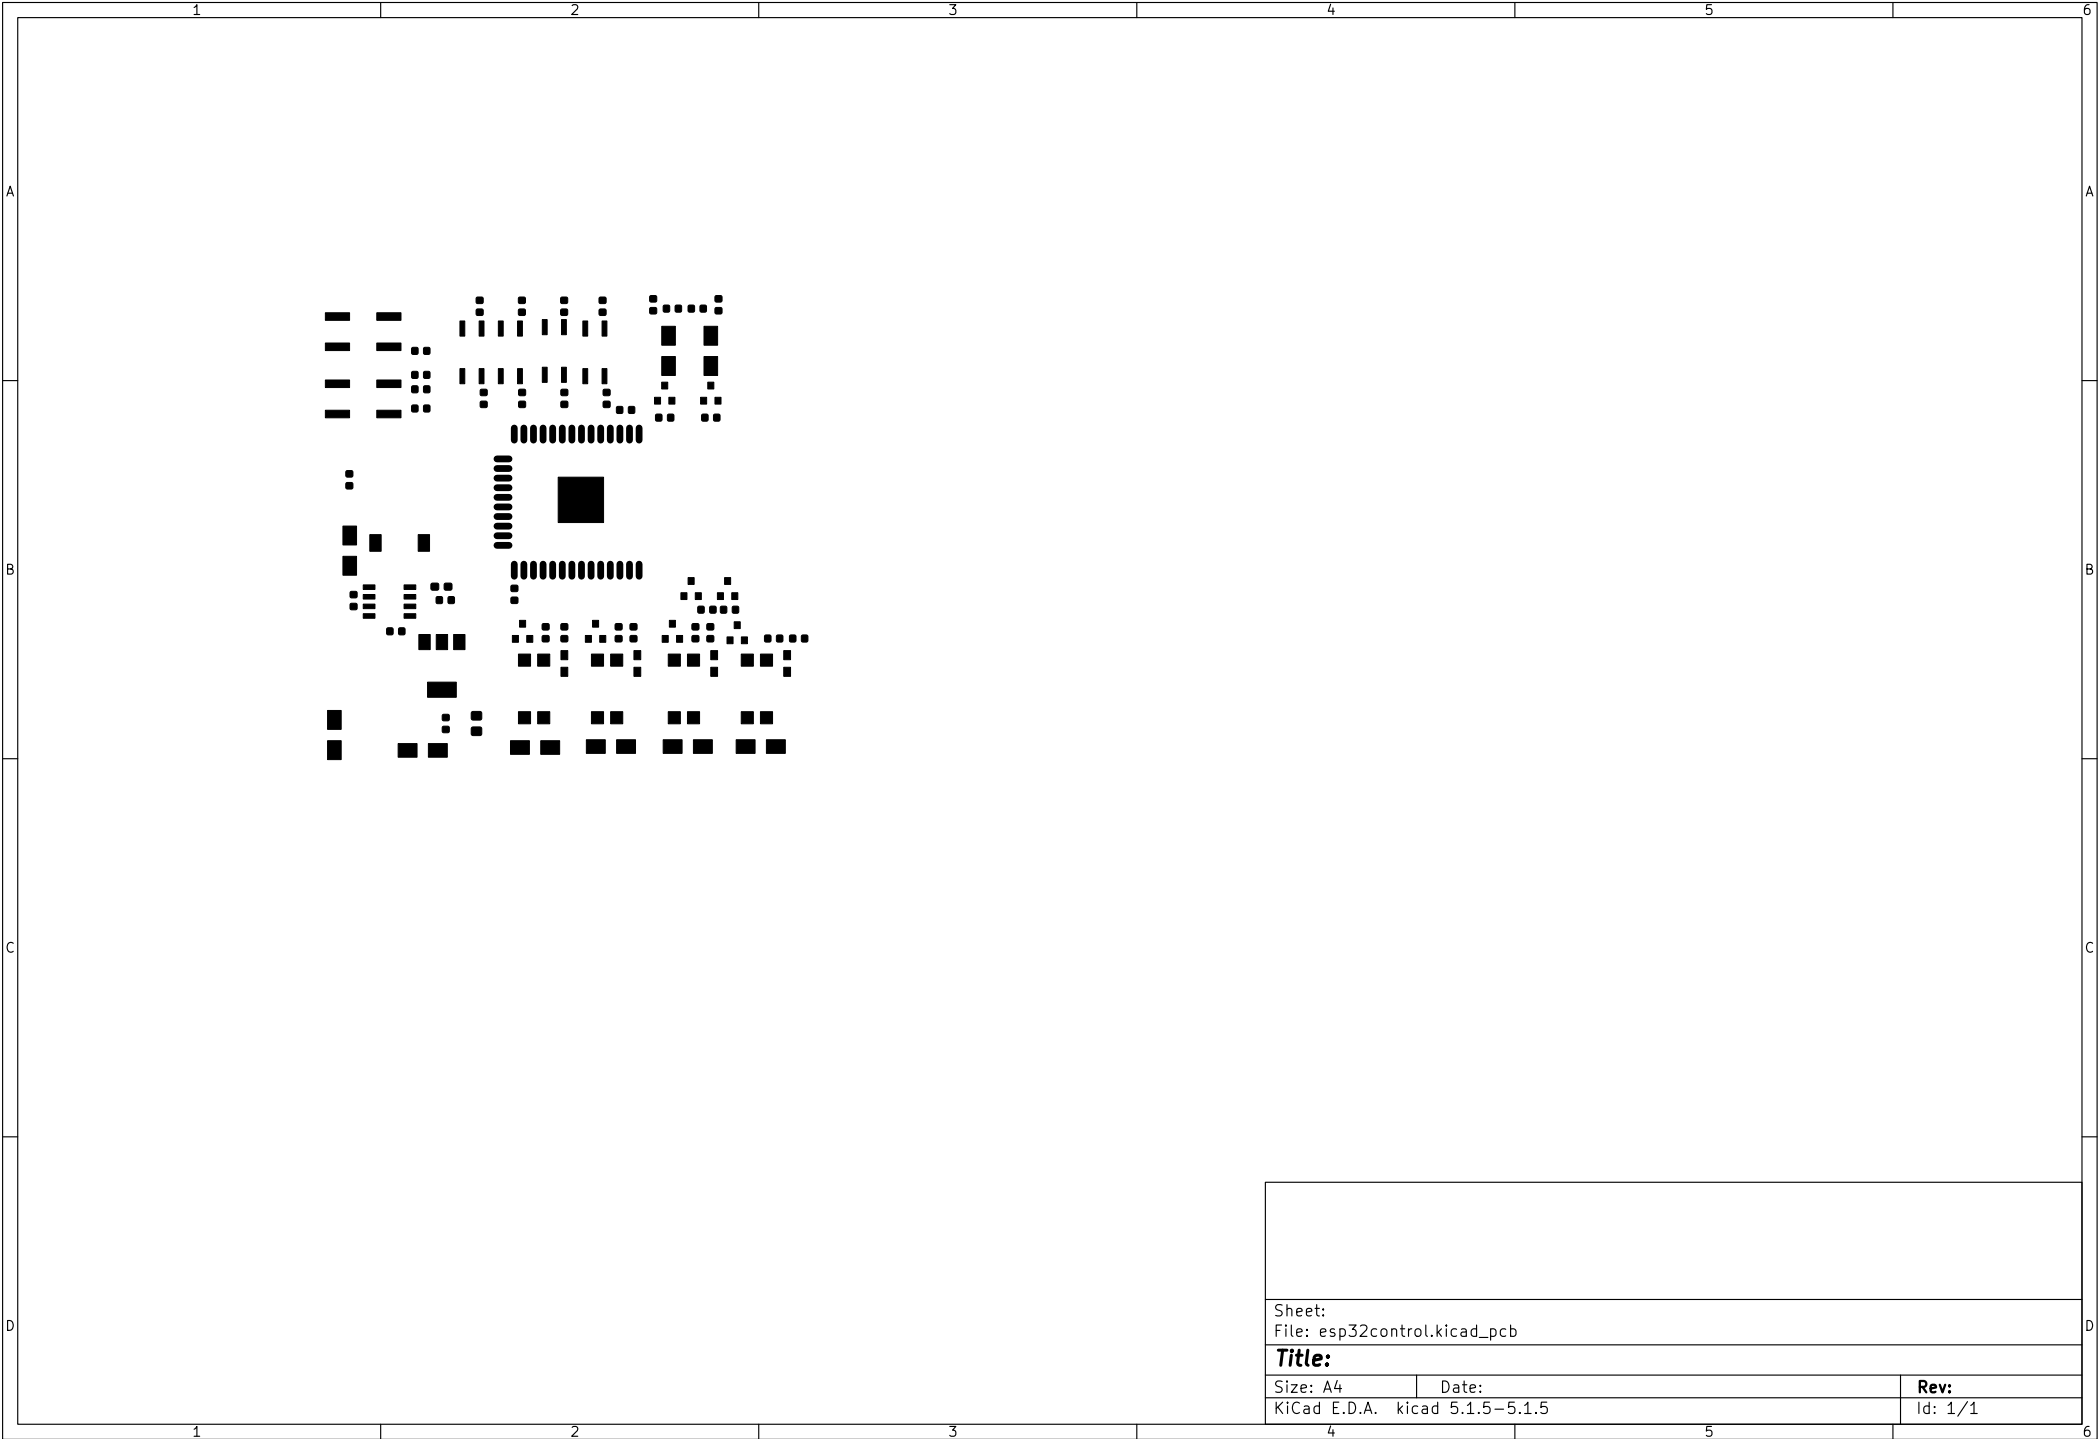 1 2 3 4 5 6
A A
B B
C C
D D
Sheet:
File: esp32control.kicad_pcb
Title:
Size: A4 Date: Rev:
KiCad E.D.A. kicad 5.1.5-5.1.5 Id: 1/1
1 2 3 4 5 6